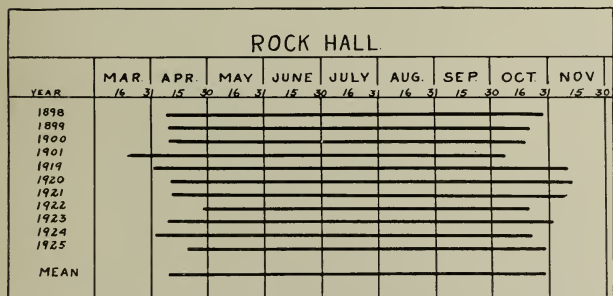 ROCK HALL.
MAR. APR. MAY JUNE JULY AUG. SEP. OCT. NOV
YEAR 16 31 15 30 16 31 15 30 16 31 16 31 15 30 16 31 15 30
1898
1899
1900
1901
1919
1920
1921
1922
1923
1924
1925
MEAN